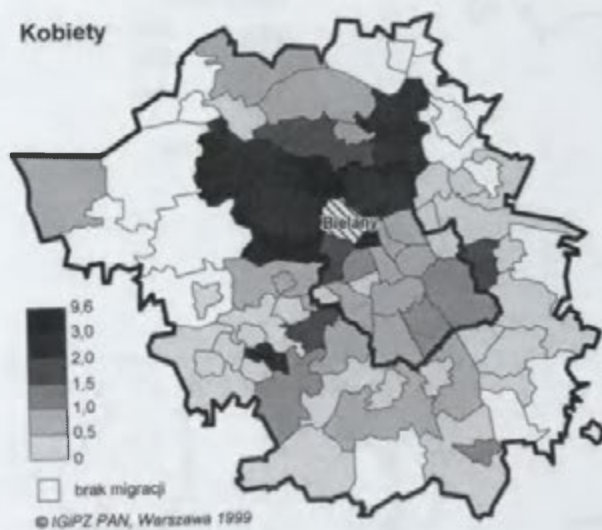 Kobiety
Bielany
9,6
3,0
2,0
1,5
1,0
0,5
0
brak migracji
© IGiPZ PAN, Warszawa 1999